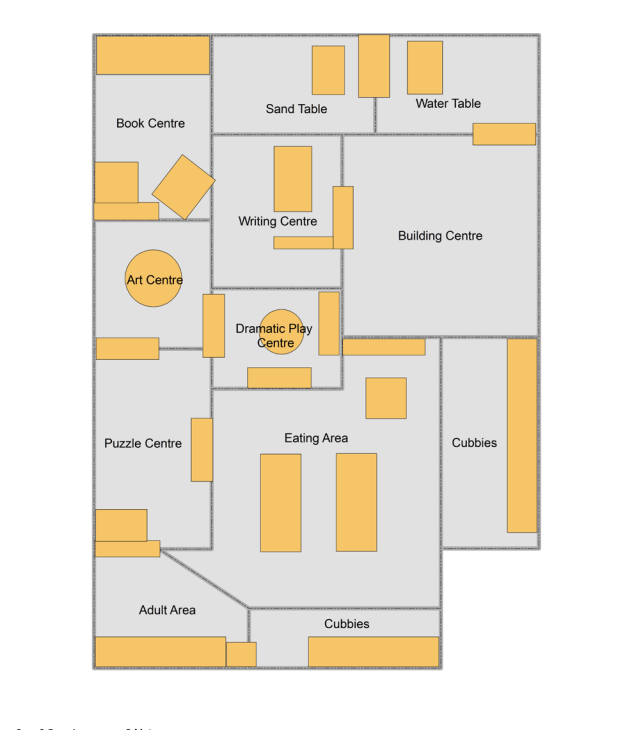 Sand Table
Water Table
Book Centre
Writing Centre
Building Centre
Art Centre
Dramatic Play
Centre
Eating Area
Puzzle Centre
Cubbies
Adult Area
Cubbies